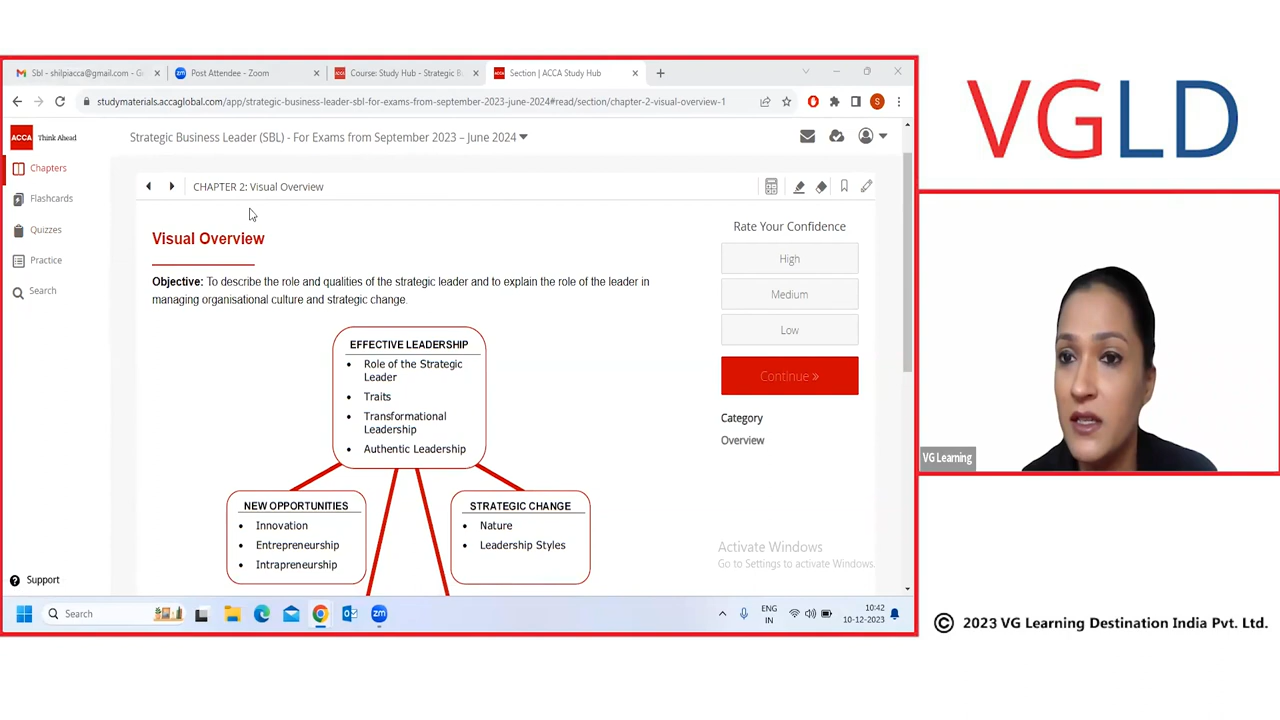 Sbl - shilpiacca@gmail.com - G
Post Attendee - Zoom
Course: Study Hub - Strategic B
Section | ACCA Study Hub
studymaterials.accaglobal.com/app/strategic-business-leader-sbl-for-exams-from-september-2023-june-2024#read/section/chapter-2-visual-overview-1
S
ACCA
Think Ahead
Strategic Business Leader (SBL) - For Exams from September 2023 – June 2024
Chapters
Flashcards
Quizzes
Practice
Search
Support
CHAPTER 2: Visual Overview
Visual Overview
Objective: To describe the role and qualities of the strategic leader and to explain the role of the leader in
managing organisational culture and strategic change.
EFFECTIVE LEADERSHIP
• Role of the Strategic
Leader
• Traits
• Transformational
Leadership
• Authentic Leadership
NEW OPPORTUNITIES
• Innovation
• Entrepreneurship
• Intrapreneurship
STRATEGIC CHANGE
• Nature
• Leadership Styles
Rate Your Confidence
High
Medium
Low
Continue »
Category
Overview
Activate Windows
Go to Settings to activate Windows.
Search
ENG
IN
10:42
10-12-2023
VGLD
VG Learning
© 2023 VG Learning Destination India Pvt. Ltd.